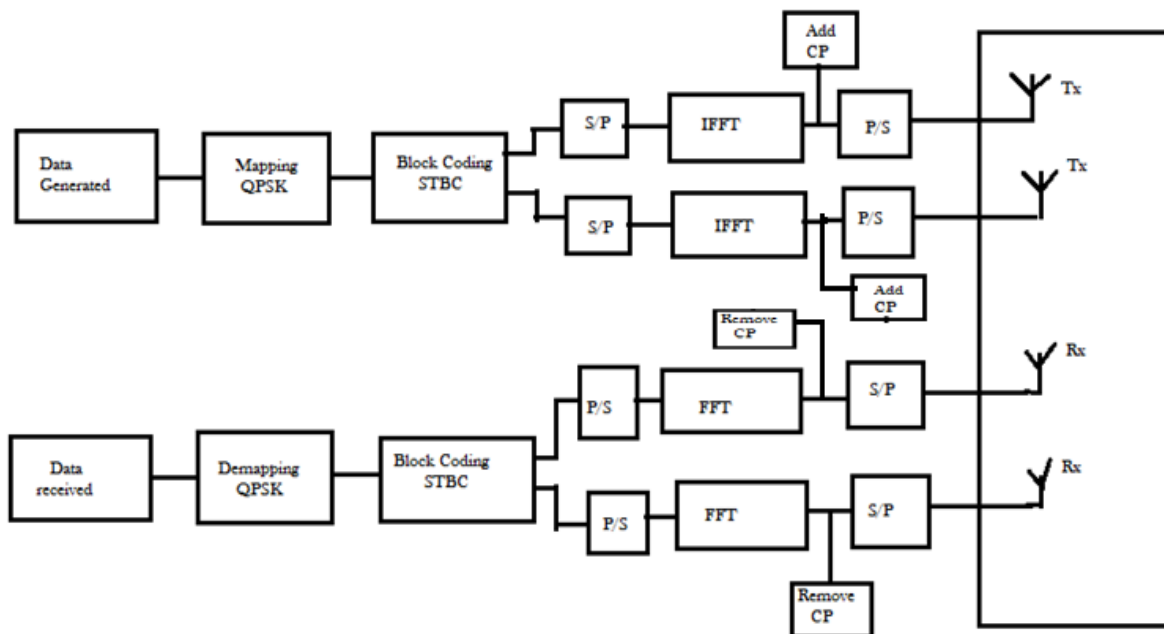 Add
CP
Tx
S/P
IFFT
P/S
Data
Generated
Mapping
QPSK
Block Coding
STBC
Tx
S/P
IFFT
P/S
Add
CP
Remove
CP
Rx
P/S
FFT
S/P
Data
received
Demapping
QPSK
Block Coding
STBC
Rx
P/S
FFT
S/P
Remove
CP